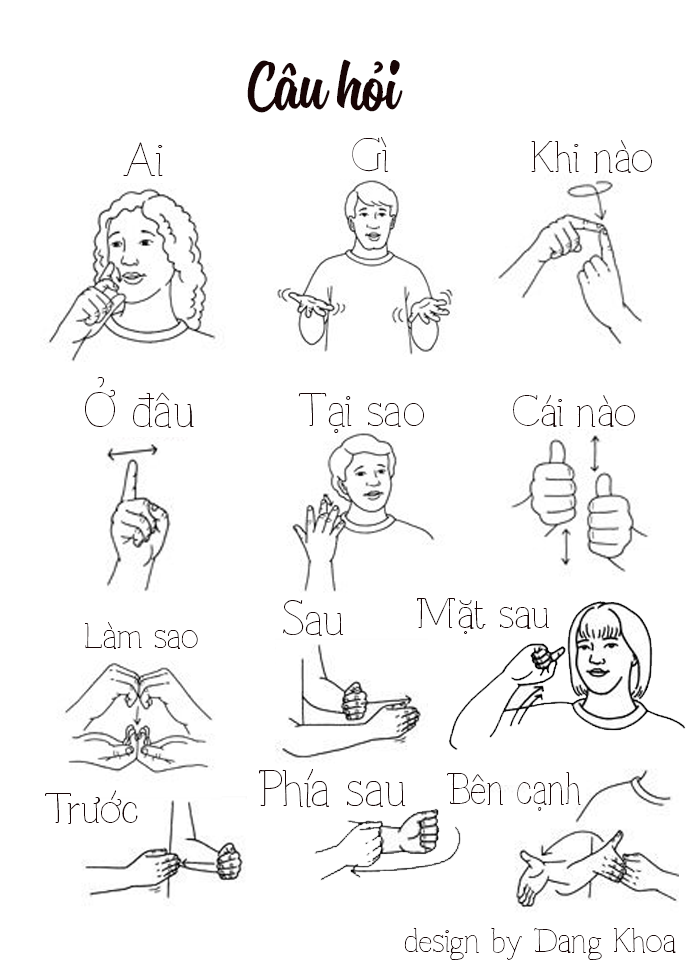 Câu hỏi
Ai
Gì
Khi nào
Ở đâu
Tại sao
Cái nào
Làm sao
Sau
Mặt sau
Trước
Phía sau
Bên cạnh
design by Dang Khoa